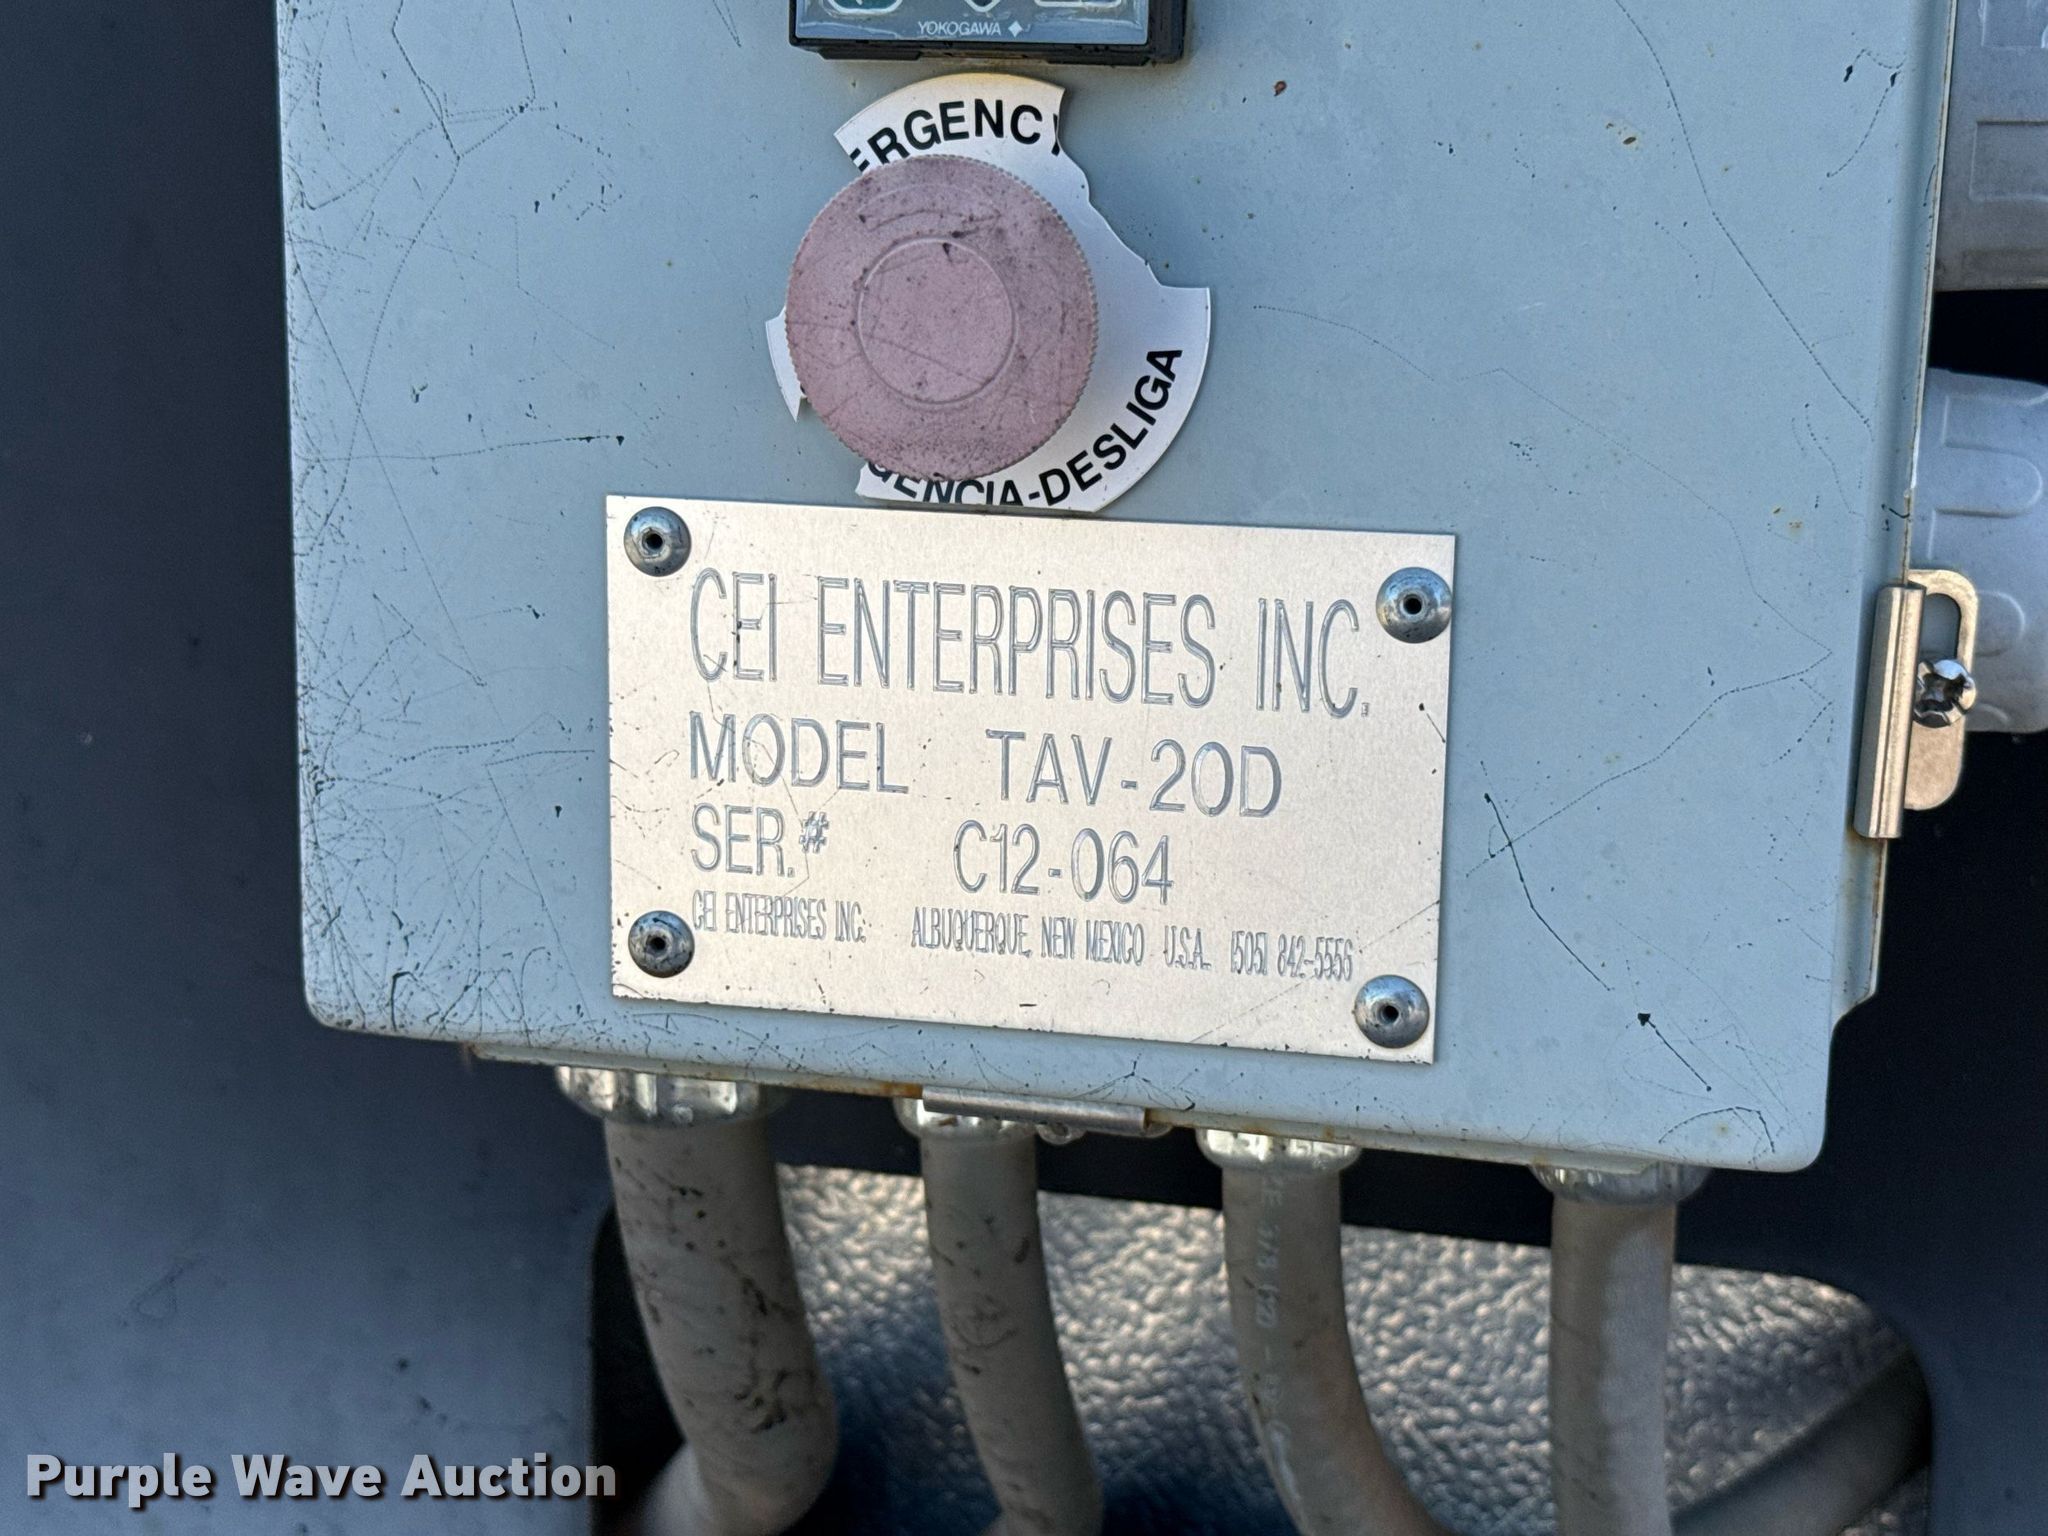 YOKOGAWA
ERGENCY
GENCIA-DESLIGA
CEI ENTERPRISES INC.
MODEL TAV-20D
SER.# C12-064
CEI ENTERPRISES INC. ALBUQUERQUE, NEW MEXICO U.S.A. (505) 842-5556
Purple Wave Auction